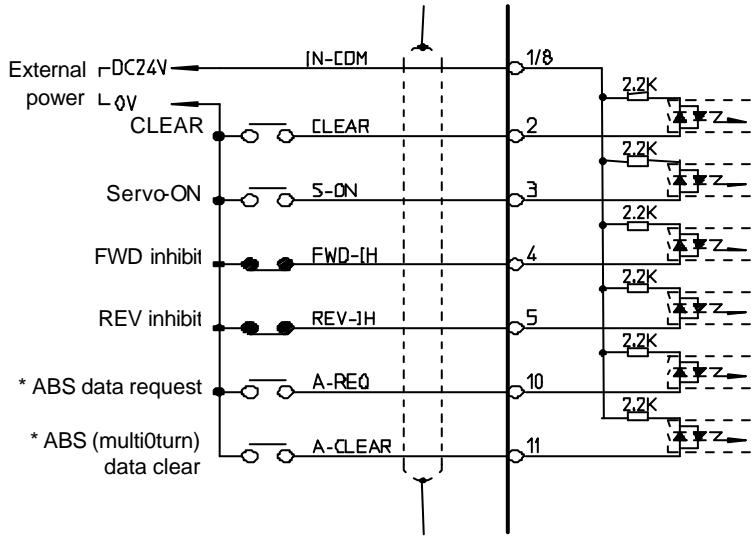 External power DC24V IN-COM 1/8
0V
2.2K
CLEAR CLEAR 2
2.2K
Servo-ON S-ON 3
2.2K
FWD inhibit FWD-IH 4
2.2K
REV inhibit REV-IH 5
2.2K
* ABS data request A-REQ 10
2.2K
* ABS (multi0turn) data clear A-CLEAR 11